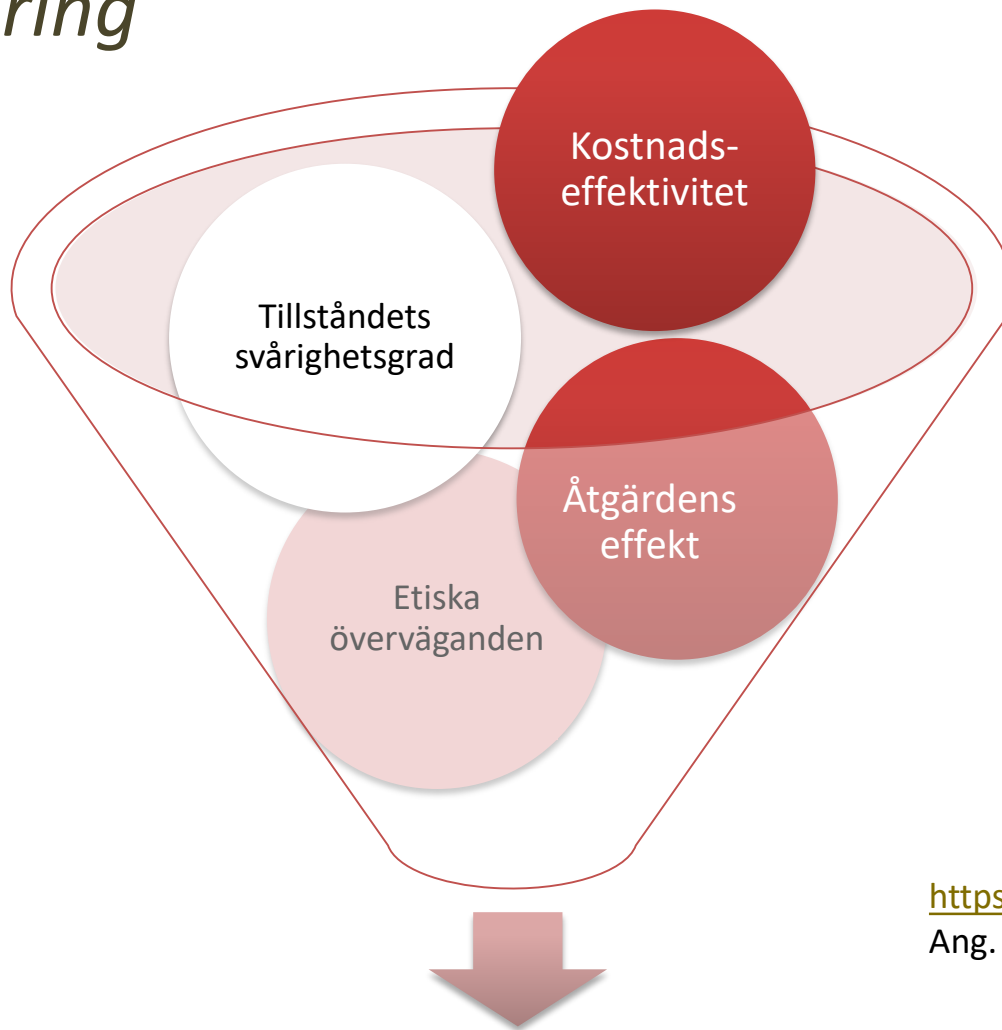 ring
Kostnads-
effektivitet
Tillståndets
svårighetsgrad
Åtgärdens
effekt
Etiska
överväganden
https
Ang.